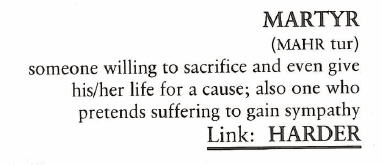 MARTYR
(MAHR tur)
someone willing to sacrifice and even give
his/her life for a cause; also one who
pretends suffering to gain sympathy
Link: HARDER